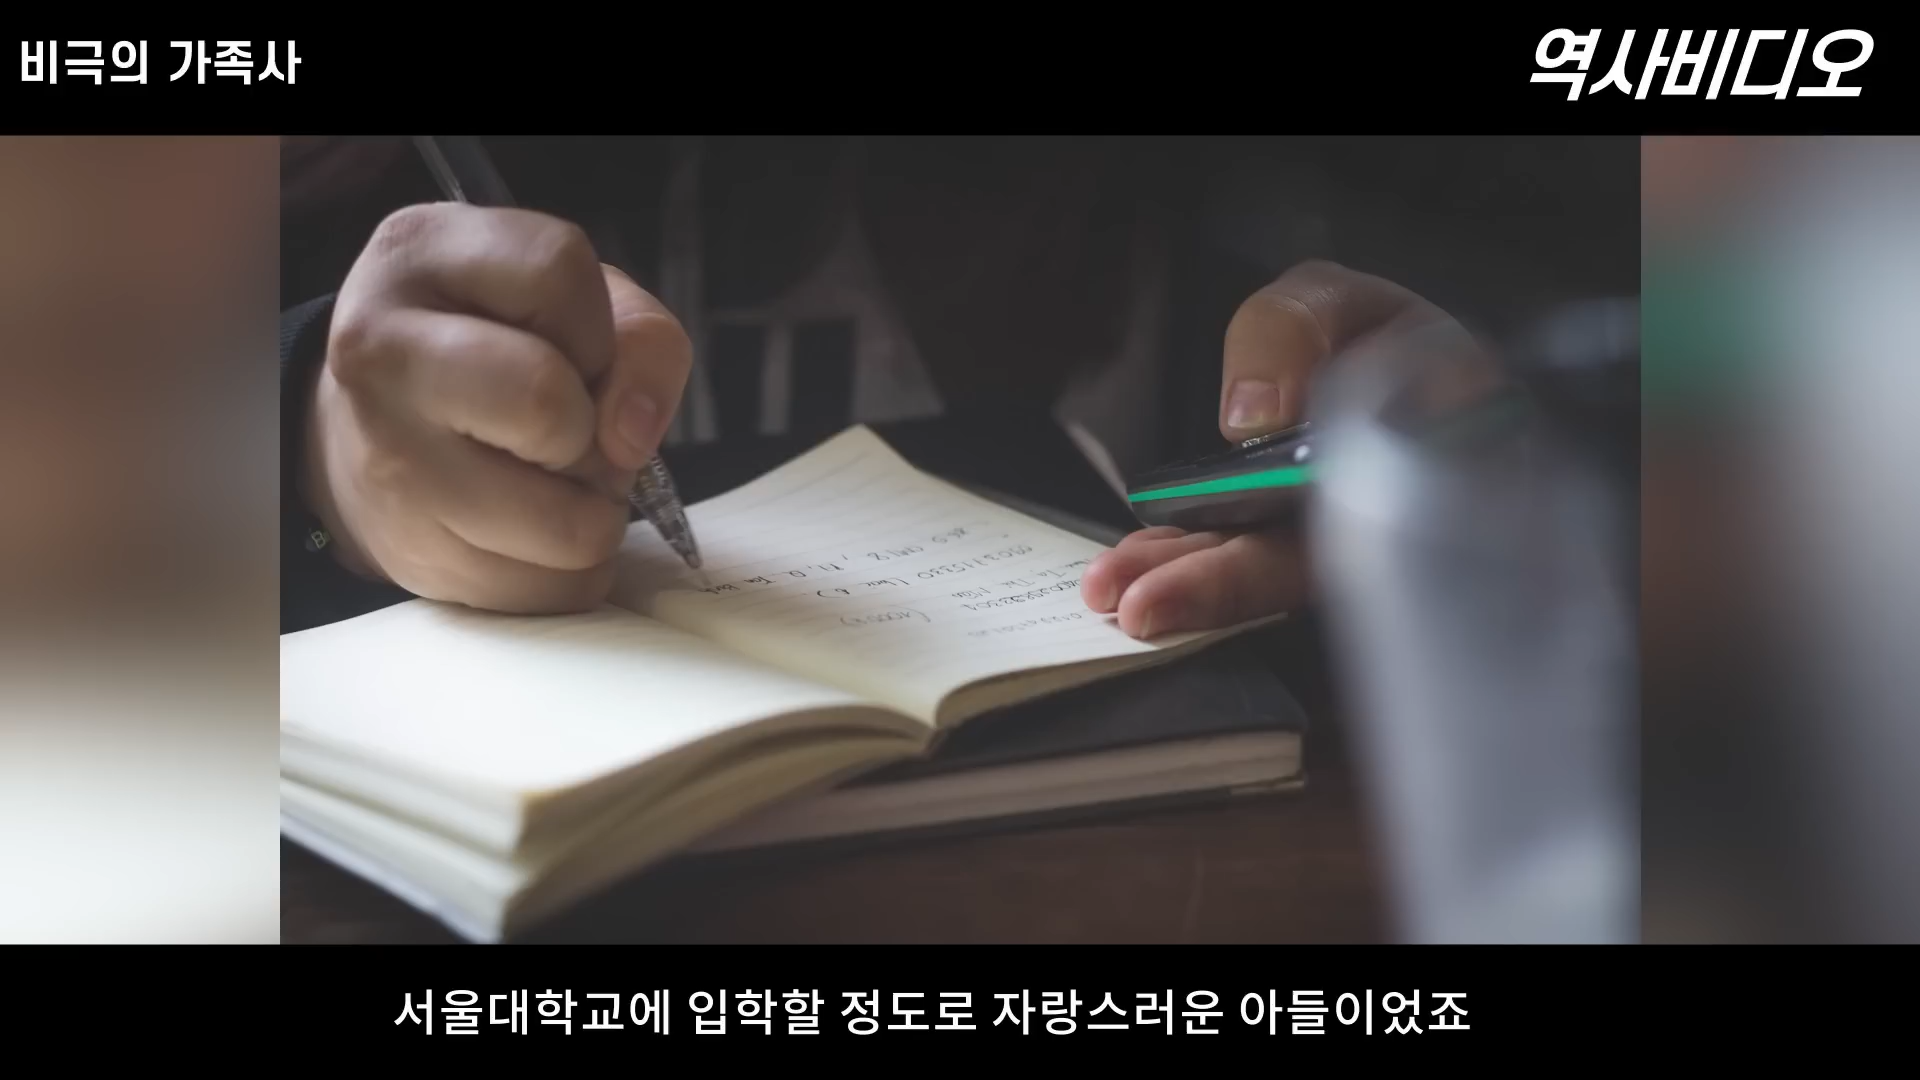 비극의 가족사
역사비디오
서울대학교에 입학할 정도로 자랑스러운 아들이었죠